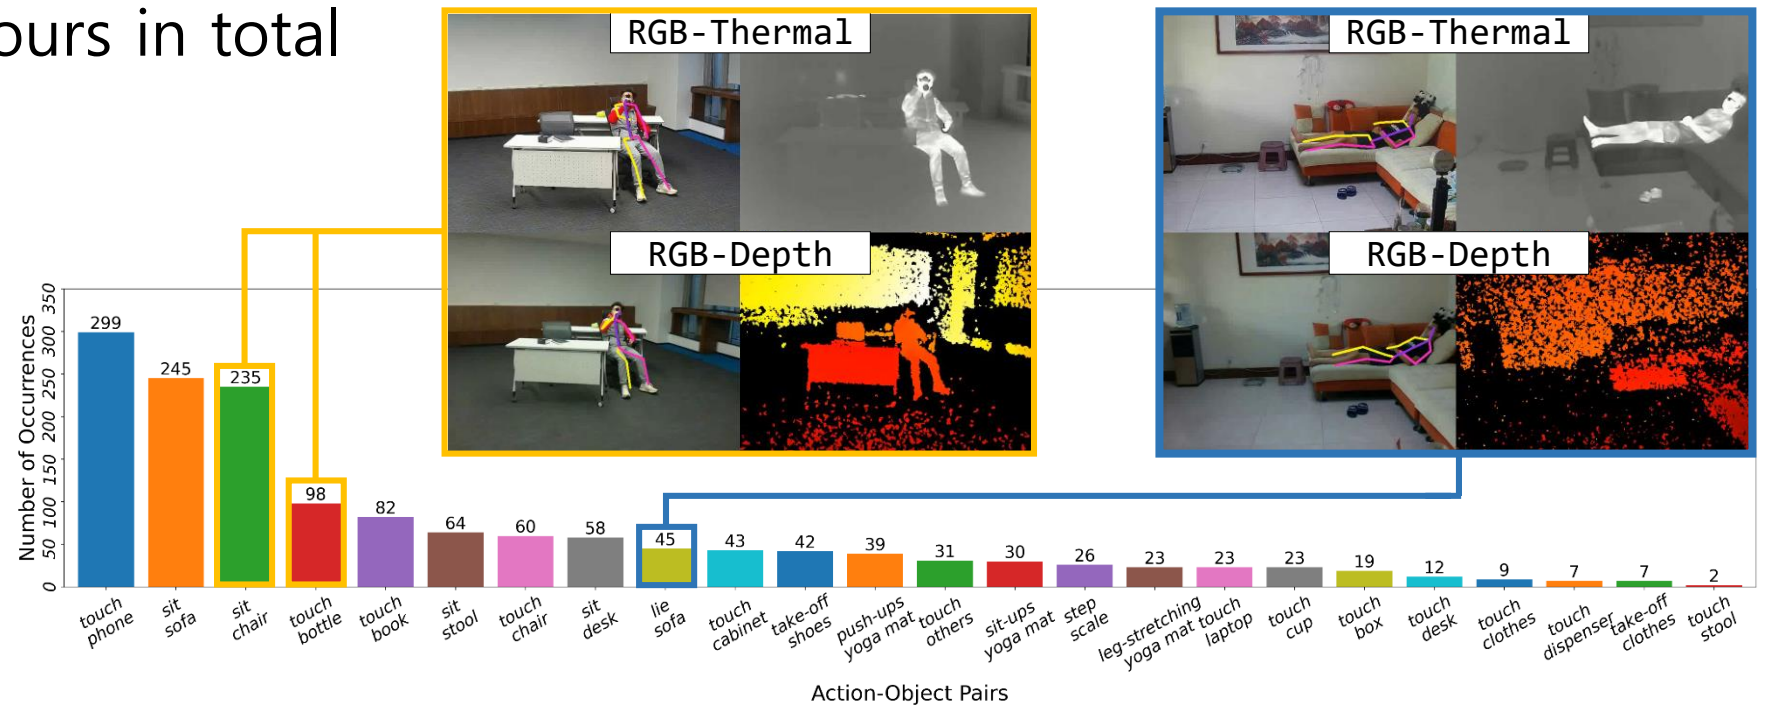 ours in total
RGB-Thermal
RGB-Thermal
RGB-Depth
RGB-Depth
Number of Occurrences
350
300
250
200
150
100
50
0
299
245
235
98
82
64
60
58
45
43
42
39
31
30
26
23
23
23
19
12
9
7
7
2
touch
phone
sit
sofa
sit
chair
touch
bottle
touch
book
sit
stool
touch
chair
sit
desk
lie
sofa
touch
cabinet
take-off
shoes
push-ups
yoga mat
touch
others
sit-ups
yoga mat
step
scale
leg-stretching
yoga mat
touch
laptop
touch
cup
touch
box
touch
desk
touch
clothes
touch
dispenser
take-off
clothes
touch
stool
Action-Object Pairs